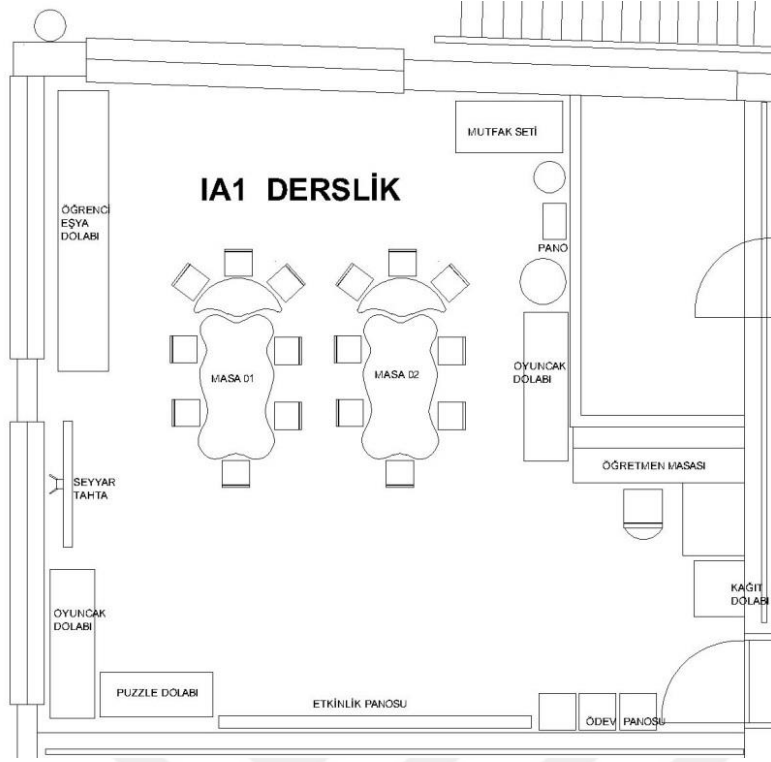 MUTFAK SETİ
IA1 DERSLİK
ÖĞRENCİ
EŞYA
DOLABI
PANO
MASA 01
MASA 02
OYUNCAK
DOLABI
ÖĞRETMEN MASASI
SEYYAR
TAHTA
KAĞIT
DOLABI
OYUNCAK
DOLABI
PUZZLE DOLABI
ETKİNLİK PANOSU
ÖDEV PANOSU